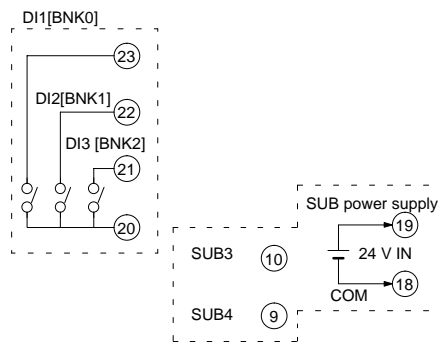 DI1[BNK0]
23
DI2[BNK1]
22
DI3 [BNK2]
21
20
SUB power supply
19
SUB3
10
24 V IN
18
COM
SUB4
9